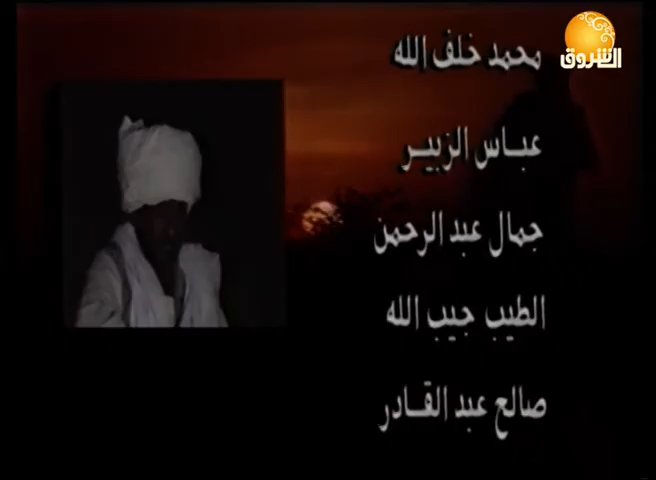 الشروق
محمد خلف الله
عباس الزبير
جمال عبد الرحمن
الطيب جيب الله
صالح عبد القادر